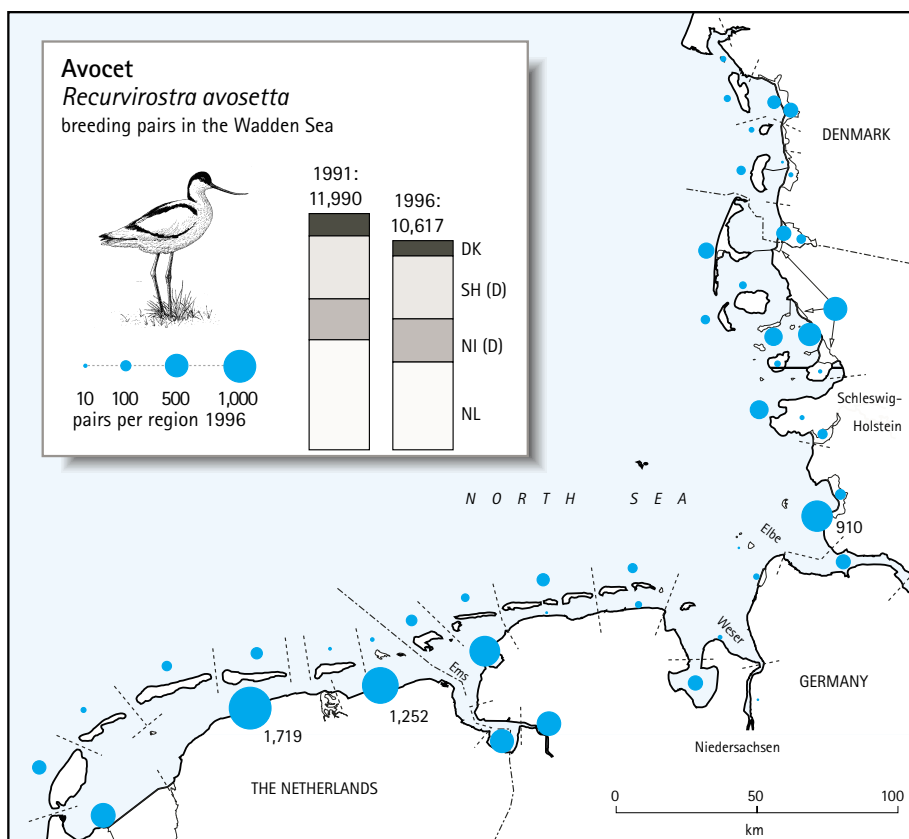 Avocet
Recurvirostra avosetta
breeding pairs in the Wadden Sea
1991:
11,990
1996:
10,617
DK
SH (D)
NI (D)
NL
10 100 500 1,000
pairs per region 1996
DENMARK
Schleswig-
Holstein
NORTH SEA
910
Elbe
Weser
Ems
GERMANY
1,252
1,719
Niedersachsen
THE NETHERLANDS
0 50 100
km